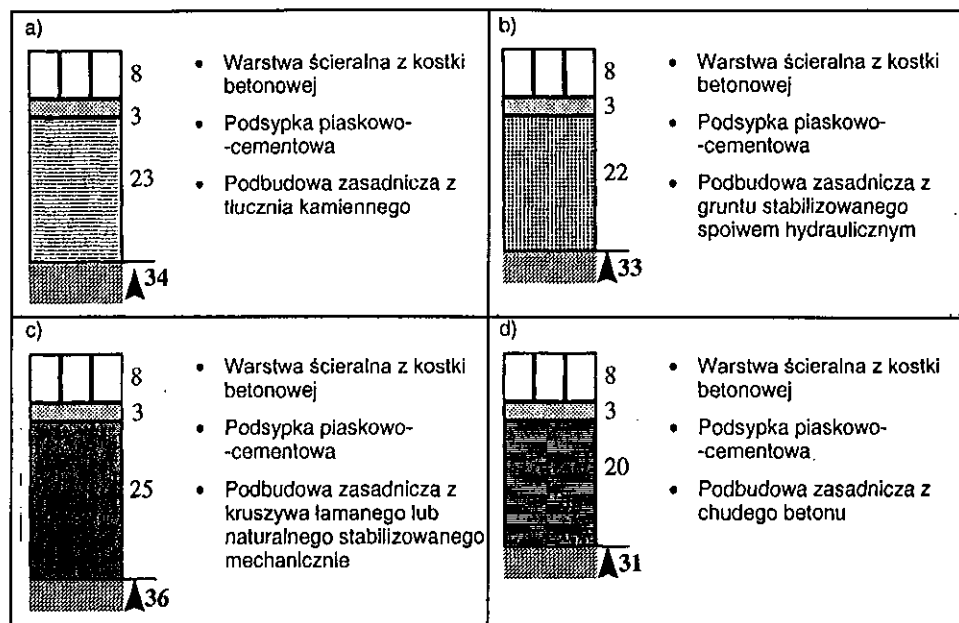 a)
8
3
23
34
• Warstwa ścieralna z kostki
betonowej
• Podsypka piaskowo-
-cementowa
• Podbudowa zasadnicza z
tłucznia kamiennego
b)
8
3
22
33
• Warstwa ścieralna z kostki
betonowej
• Podsypka piaskowo-
-cementowa
• Podbudowa zasadnicza z
gruntu stabilizowanego
spoiwem hydraulicznym
c)
8
3
25
36
• Warstwa ścieralna z kostki
betonowej
• Podsypka piaskowo-
-cementowa
• Podbudowa zasadnicza z
kruszywa łamanego lub
naturalnego stabilizowanego
mechanicznie
d)
8
3
20
31
• Warstwa ścieralna z kostki
betonowej
• Podsypka piaskowo-
-cementowa
• Podbudowa zasadnicza z
chudego betonu